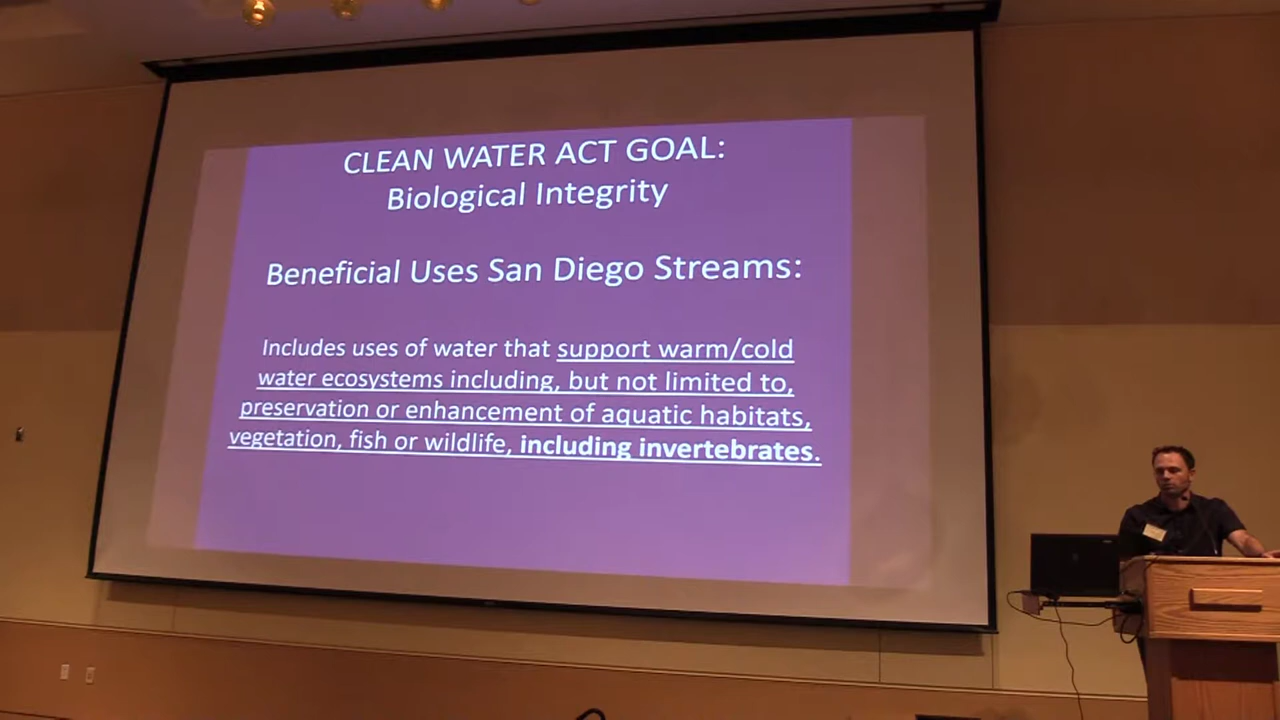 CLEAN WATER ACT GOAL:
Biological Integrity
Beneficial Uses San Diego Streams:
Includes uses of water that support warm/cold
water ecosystems including, but not limited to,
preservation or enhancement of aquatic habitats,
vegetation, fish or wildlife, including invertebrates.